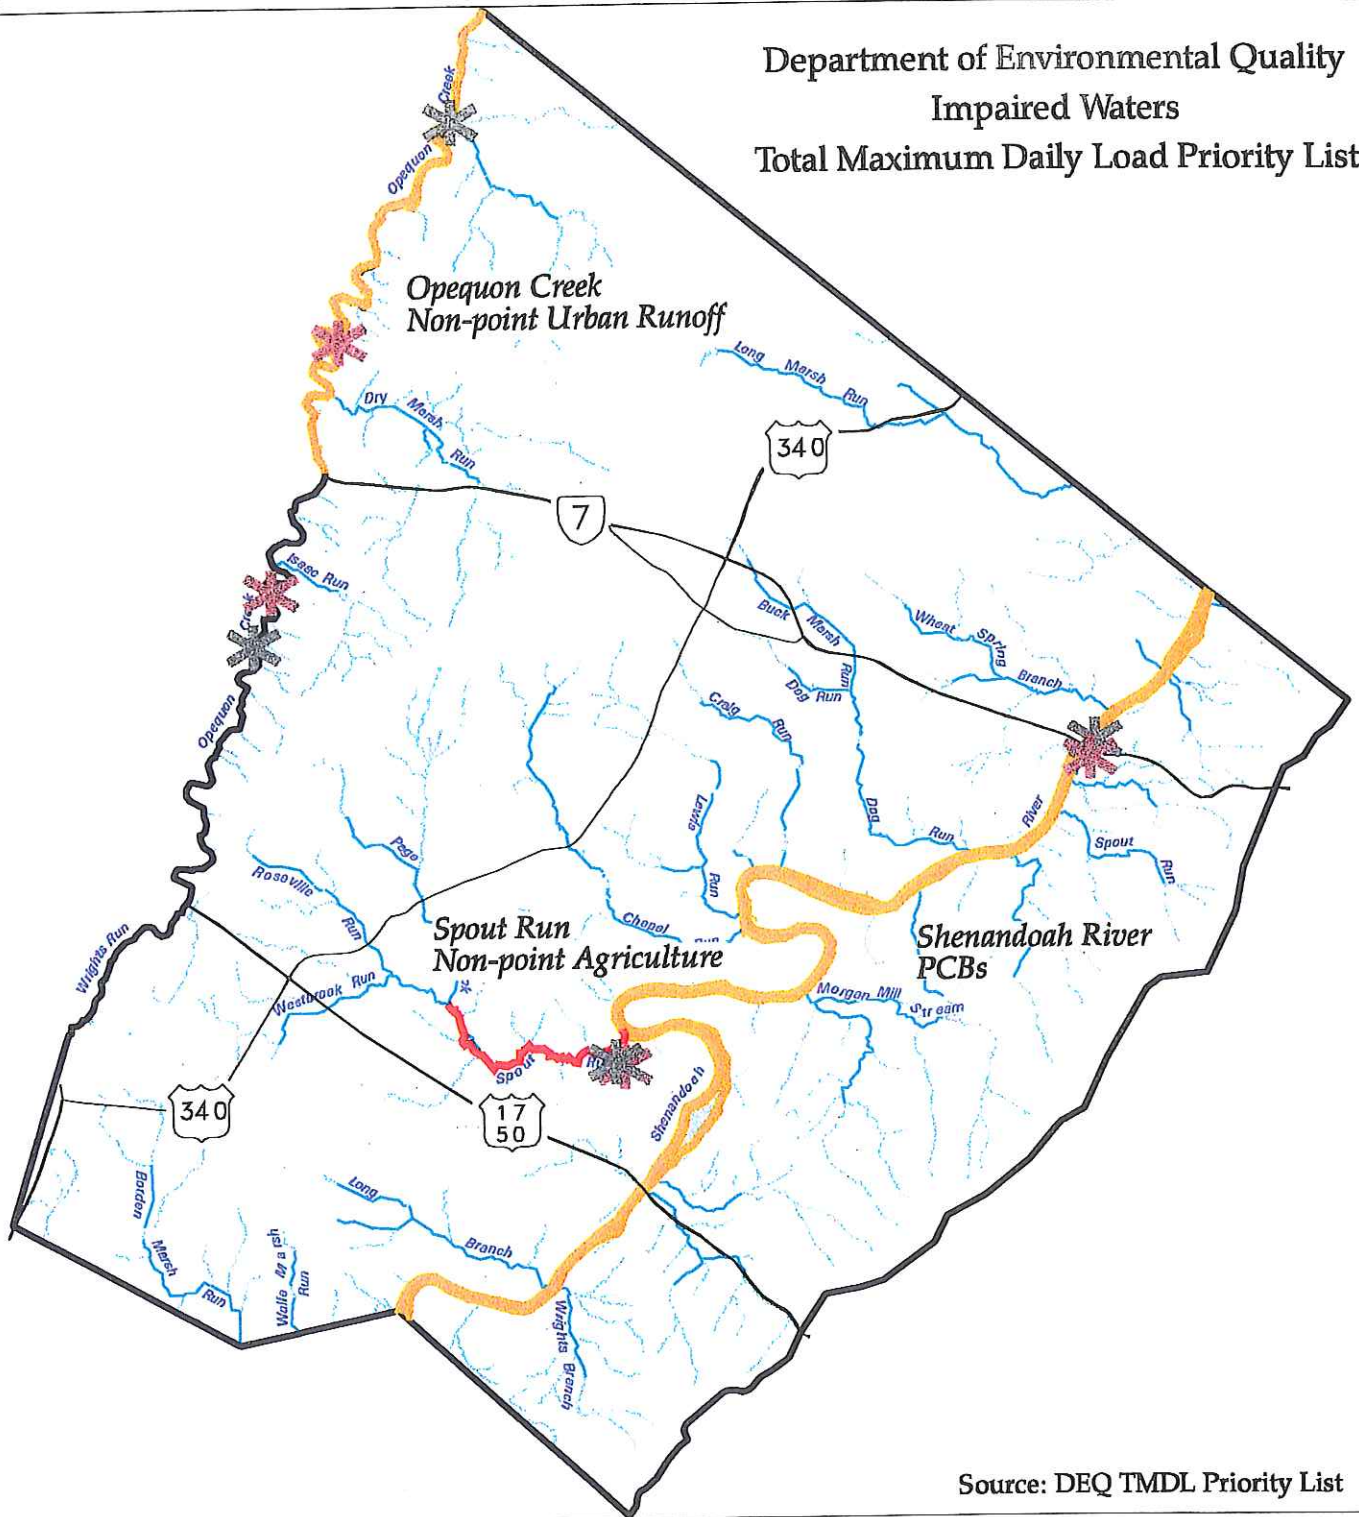 Department of Environmental Quality
Impaired Waters
Total Maximum Daily Load Priority List
Creek
Opequon
Opequon Creek
Non-point Urban Runoff
Long Marsh Run
Dry Marsh Run
340
7
Isaac Run
Opequon
Buck Marsh Run
Wheat Spring Branch
Dog Run
Craig Run
Lewis Run
Dog Run
River
Spout Run
Page
Roseville Run
Chapel
Spout Run
Non-point Agriculture
Shenandoah River
PCBs
Wrights Run
Westbrook Run
Morgan Mill Stream
Spout
Shenandoah
340
17
50
Borden Marsh Run
Wolfe Marsh Run
Long Branch
Wrights Branch
Source: DEQ TMDL Priority List